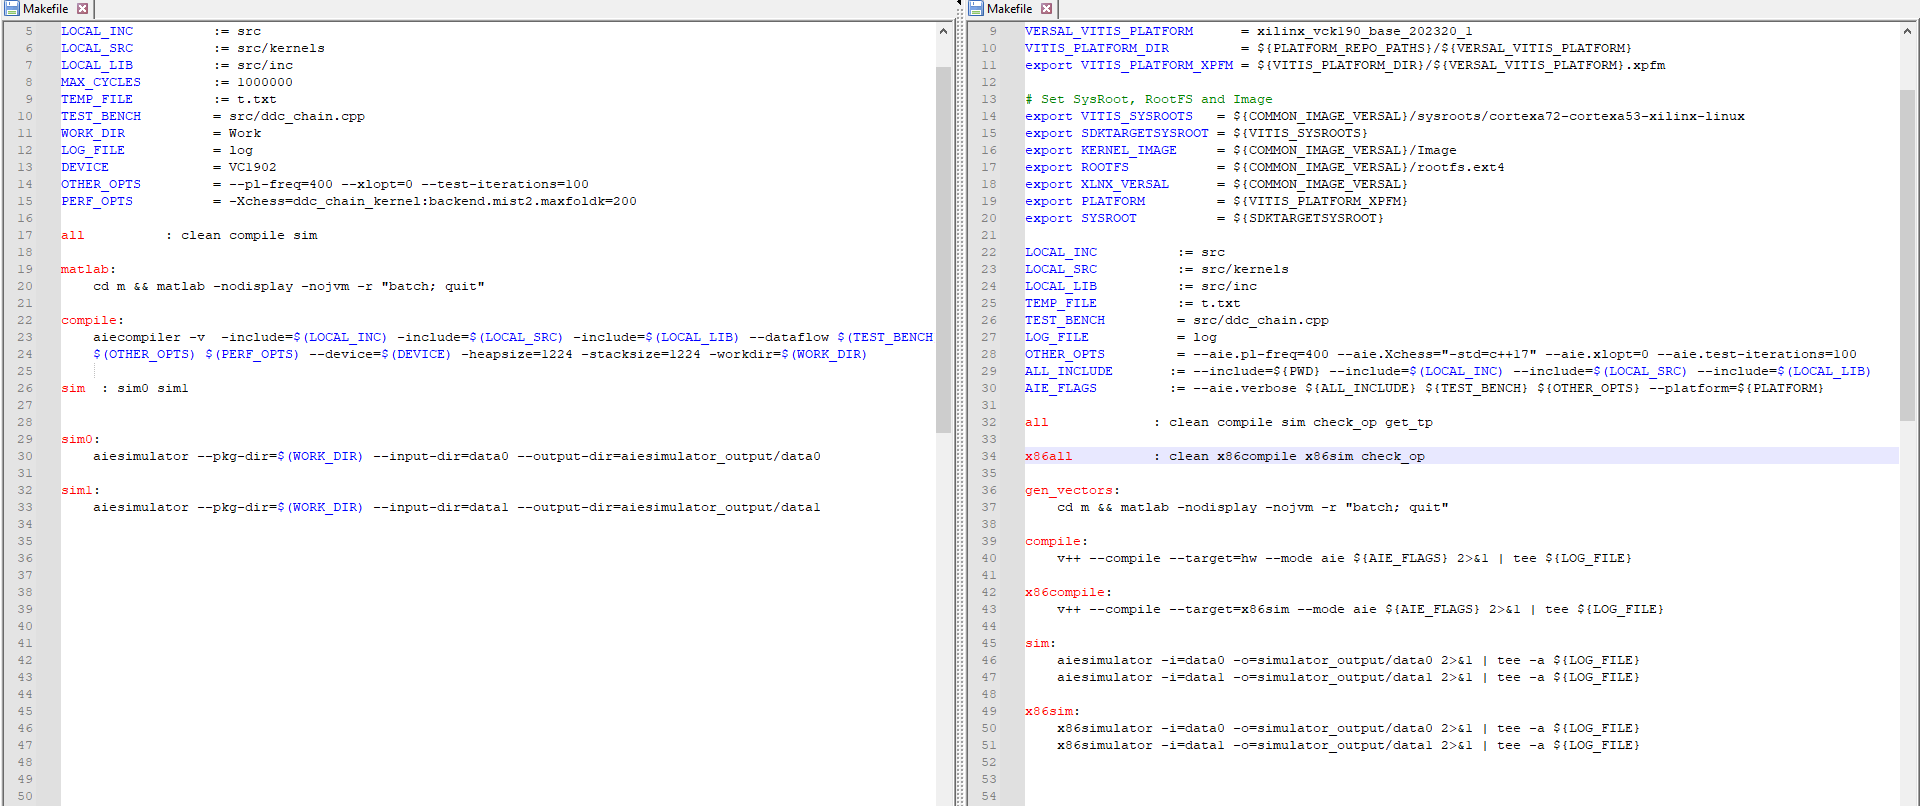 Makefile
5 LOCAL_INC := src
6 LOCAL_SRC := src/kernels
7 LOCAL_LIB := src/inc
8 MAX_CYCLES := 1000000
9 TEMP_FILE := t.txt
10 TEST_BENCH = src/ddc_chain.cpp
11 WORK_DIR = Work
12 LOG_FILE = log
13 DEVICE = VC1902
14 OTHER_OPTS = --pl-freq=400 --xlopt=0 --test-iterations=100
15 PERF_OPTS = -Xchess=ddc_chain_kernel:backend.mist2.maxfoldk=200
16
17 all : clean compile sim
18
19 matlab:
20 cd m && matlab -nodisplay -nojvm -r "batch; quit"
21
22 compile:
23 aiecompiler -v -include=$(LOCAL_INC) -include=$(LOCAL_SRC) -include=$(LOCAL_LIB) --dataflow $(TEST_BENCH
24 $(OTHER_OPTS) $(PERF_OPTS) --device=$(DEVICE) -heapsize=1224 -stacksize=1224 -workdir=$(WORK_DIR)
25
26 sim : sim0 sim1
27
28
29 sim0:
30 aiesimulator --pkg-dir=$(WORK_DIR) --input-dir=data0 --output-dir=aiesimulator_output/data0
31
32 sim1:
33 aiesimulator --pkg-dir=$(WORK_DIR) --input-dir=data1 --output-dir=aiesimulator_output/data1
34
35
36
37
38
39
40
41
42
43
44
45
46
47
48
49
50
Makefile
9 VERSAL_VITIS_PLATFORM = xilinx_vck190_base_202320_1
10 VITIS_PLATFORM_DIR = ${PLATFORM_REPO_PATHS}/${VERSAL_VITIS_PLATFORM}
11 export VITIS_PLATFORM_XPFM = ${VITIS_PLATFORM_DIR}/${VERSAL_VITIS_PLATFORM}.xpfm
12
13 # Set SysRoot, RootFS and Image
14 export VITIS_SYSROOTS = ${COMMON_IMAGE_VERSAL}/sysroots/cortexa72-cortexa53-xilinx-linux
15 export SDKTARGETSYSROOT = ${VITIS_SYSROOTS}
16 export KERNEL_IMAGE = ${COMMON_IMAGE_VERSAL}/Image
17 export ROOTFS = ${COMMON_IMAGE_VERSAL}/rootfs.ext4
18 export XLNX_VERSAL = ${COMMON_IMAGE_VERSAL}
19 export PLATFORM = ${VITIS_PLATFORM_XPFM}
20 export SYSROOT = ${SDKTARGETSYSROOT}
21
22 LOCAL_INC := src
23 LOCAL_SRC := src/kernels
24 LOCAL_LIB := src/inc
25 TEMP_FILE := t.txt
26 TEST_BENCH = src/ddc_chain.cpp
27 LOG_FILE = log
28 OTHER_OPTS = --aie.pl-freq=400 --aie.Xchess="-std=c++17" --aie.xlopt=0 --aie.test-iterations=100
29 ALL_INCLUDE := --include=${PWD} --include=$(LOCAL_INC) --include=$(LOCAL_SRC) --include=$(LOCAL_LIB)
30 AIE_FLAGS := --aie.verbose ${ALL_INCLUDE} ${TEST_BENCH} ${OTHER_OPTS} --platform=${PLATFORM}
31
32 all : clean compile sim check_op get_tp
33
34 x86all : clean x86compile x86sim check_op
35
36 gen_vectors:
37 cd m && matlab -nodisplay -nojvm -r "batch; quit"
38
39 compile:
40 v++ --compile --target=hw --mode aie ${AIE_FLAGS} 2>&1 | tee ${LOG_FILE}
41
42 x86compile:
43 v++ --compile --target=x86sim --mode aie ${AIE_FLAGS} 2>&1 | tee ${LOG_FILE}
44
45 sim:
46 aiesimulator -i=data0 -o=simulator_output/data0 2>&1 | tee -a ${LOG_FILE}
47 aiesimulator -i=data1 -o=simulator_output/data1 2>&1 | tee -a ${LOG_FILE}
48
49 x86sim:
50 x86simulator -i=data0 -o=simulator_output/data0 2>&1 | tee -a ${LOG_FILE}
51 x86simulator -i=data1 -o=simulator_output/data1 2>&1 | tee -a ${LOG_FILE}
52
53
54